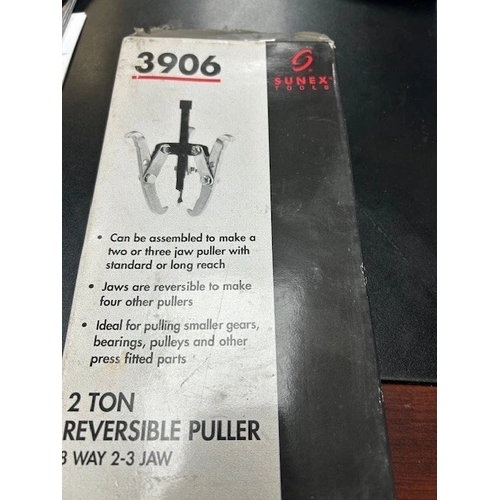 3906
SUNEX™
TOOLS
• Can be assembled to make a
two or three jaw puller with
standard or long reach
• Jaws are reversible to make
four other pullers
• Ideal for pulling smaller gears,
bearings, pulleys and other
press fitted parts
2 TON
REVERSIBLE PULLER
3 WAY 2-3 JAW